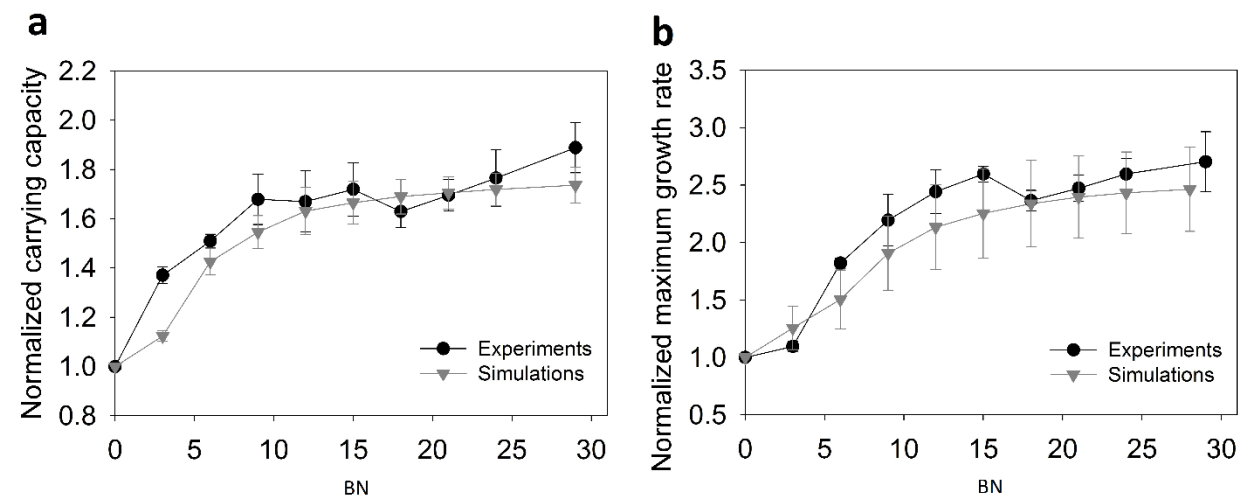 a
Normalized carrying capacity
2.2
2.0
1.8
1.6
1.4
1.2
1.0
0.8
0 5 10 15 20 25 30
BN
Experiments
Simulations
b
Normalized maximum growth rate
3.5
3.0
2.5
2.0
1.5
1.0
0.5
0 5 10 15 20 25 30
BN
Experiments
Simulations